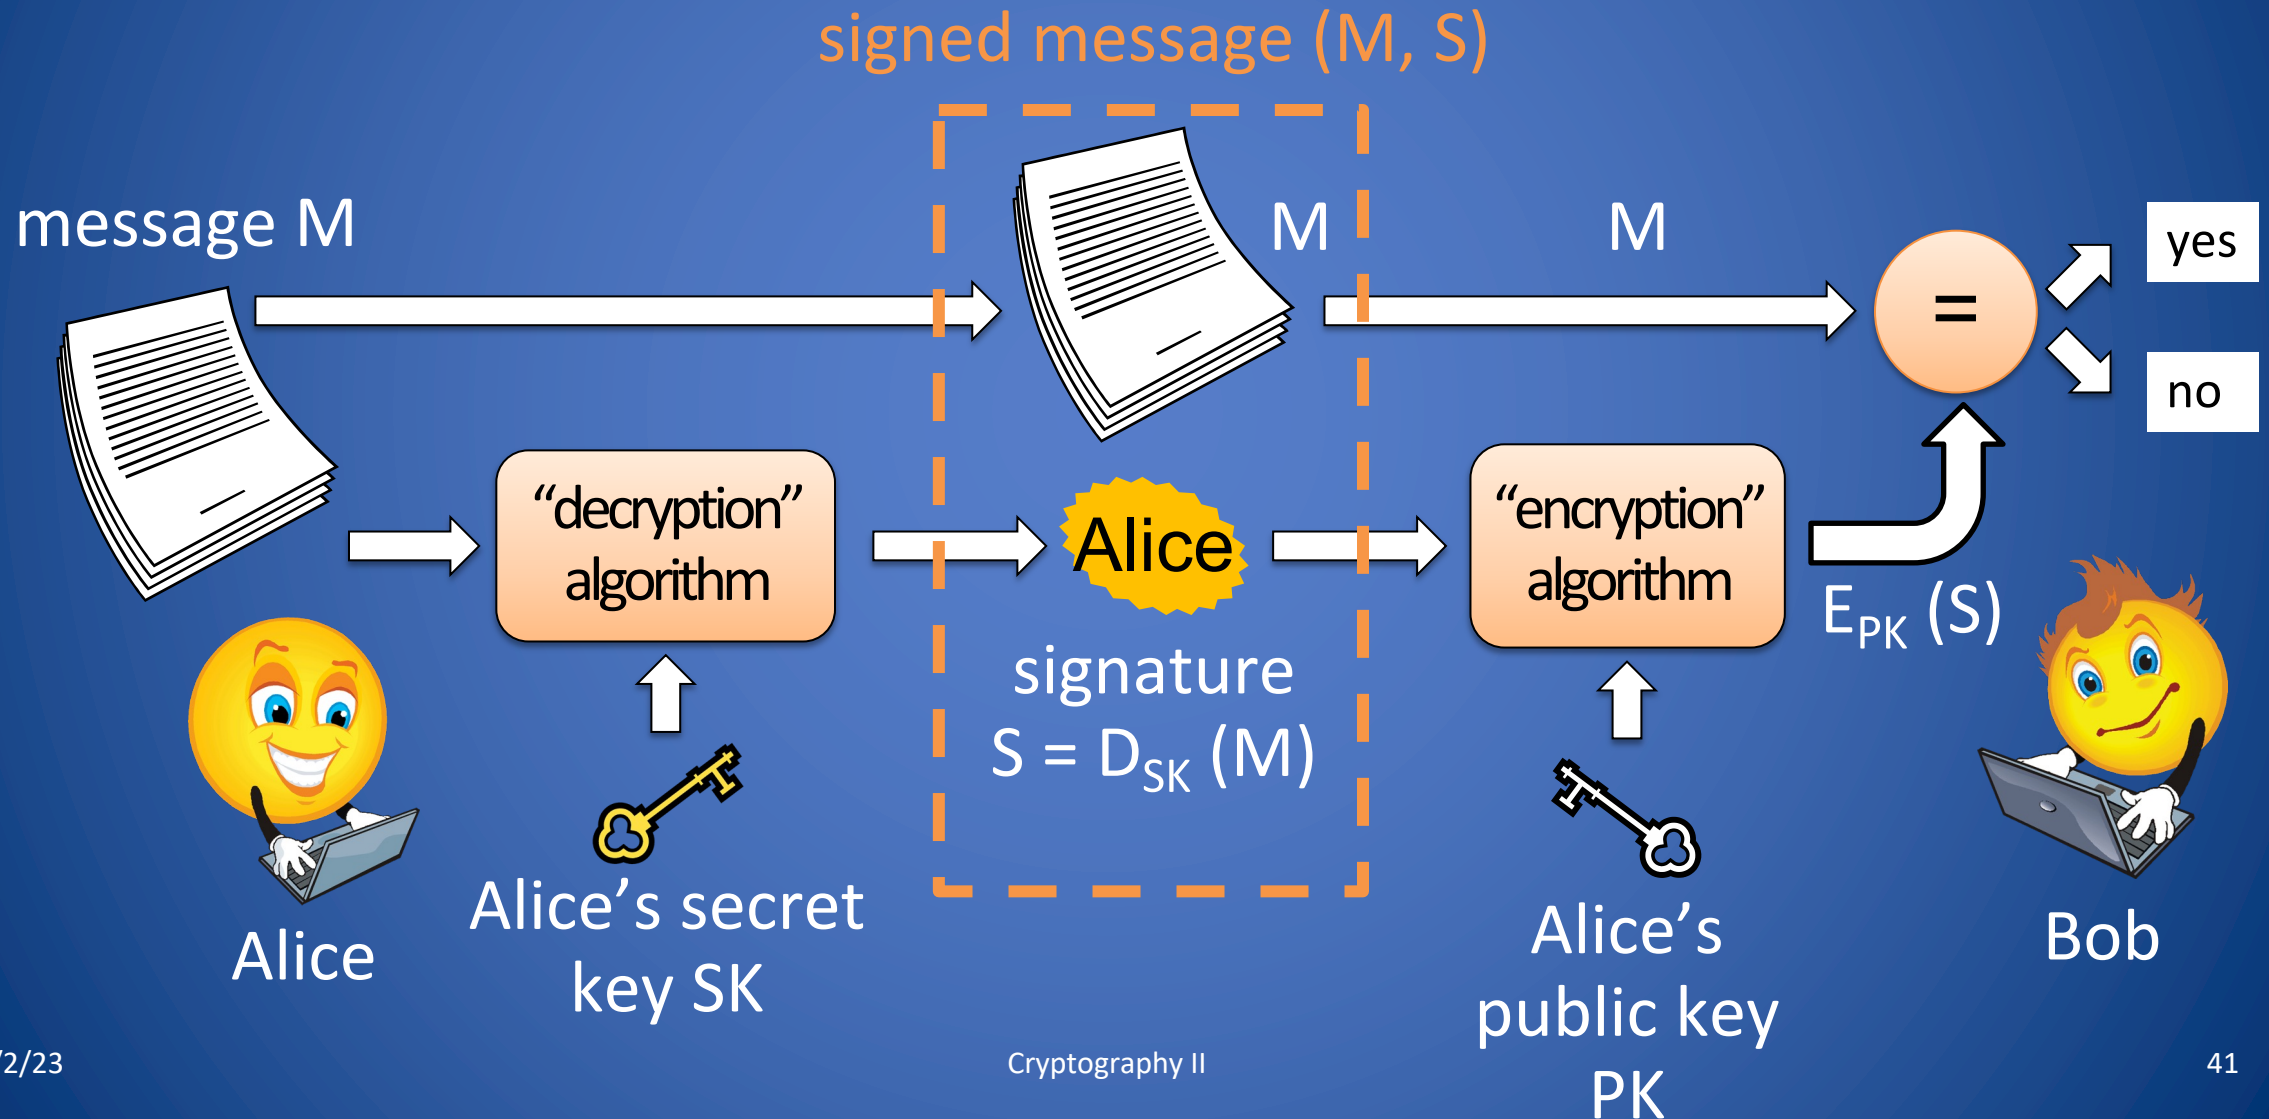 signed message (M, S)
message M
M
M
=
yes
no
“decryption”
algorithm
Alice
“encryption”
algorithm
E_PK (S)
signature
S = D_SK (M)
Alice
Alice’s secret
key SK
Alice’s
public key
PK
Bob
/2/23
Cryptography II
41